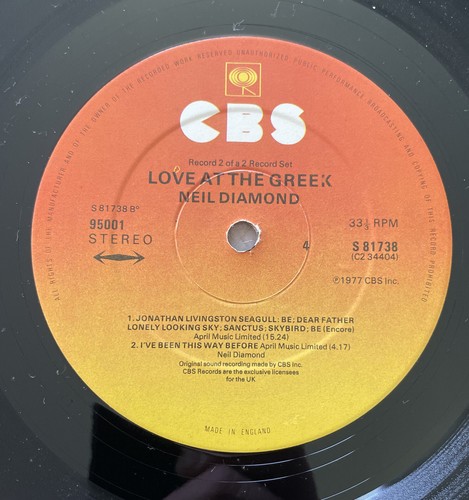 ALL RIGHTS OF THE MANUFACTURER AND OF THE OWNER OF THE RECORDED WORK RESERVED UNAUTHORIZED PUBLIC PERFORMANCE BROADCASTING AND COPYING OF THIS RECORD PROHIBITED
CBS
Record 2 of a 2 Record Set
LOVE AT THE GREEK
NEIL DIAMOND
S 81738 B²
95001
STEREO
4
33⅓ RPM
S 81738
(C2 34404)
℗1977 CBS Inc.
1. JONATHAN LIVINGSTON SEAGULL: BE; DEAR FATHER
LONELY LOOKING SKY; SANCTUS; SKYBIRD; BE (Encore)
April Music Limited (15.24)
2. I'VE BEEN THIS WAY BEFORE April Music Limited (4.17)
Neil Diamond
Original sound recording made by CBS Inc.
CBS Records are the exclusive licensees
for the UK
MADE IN ENGLAND